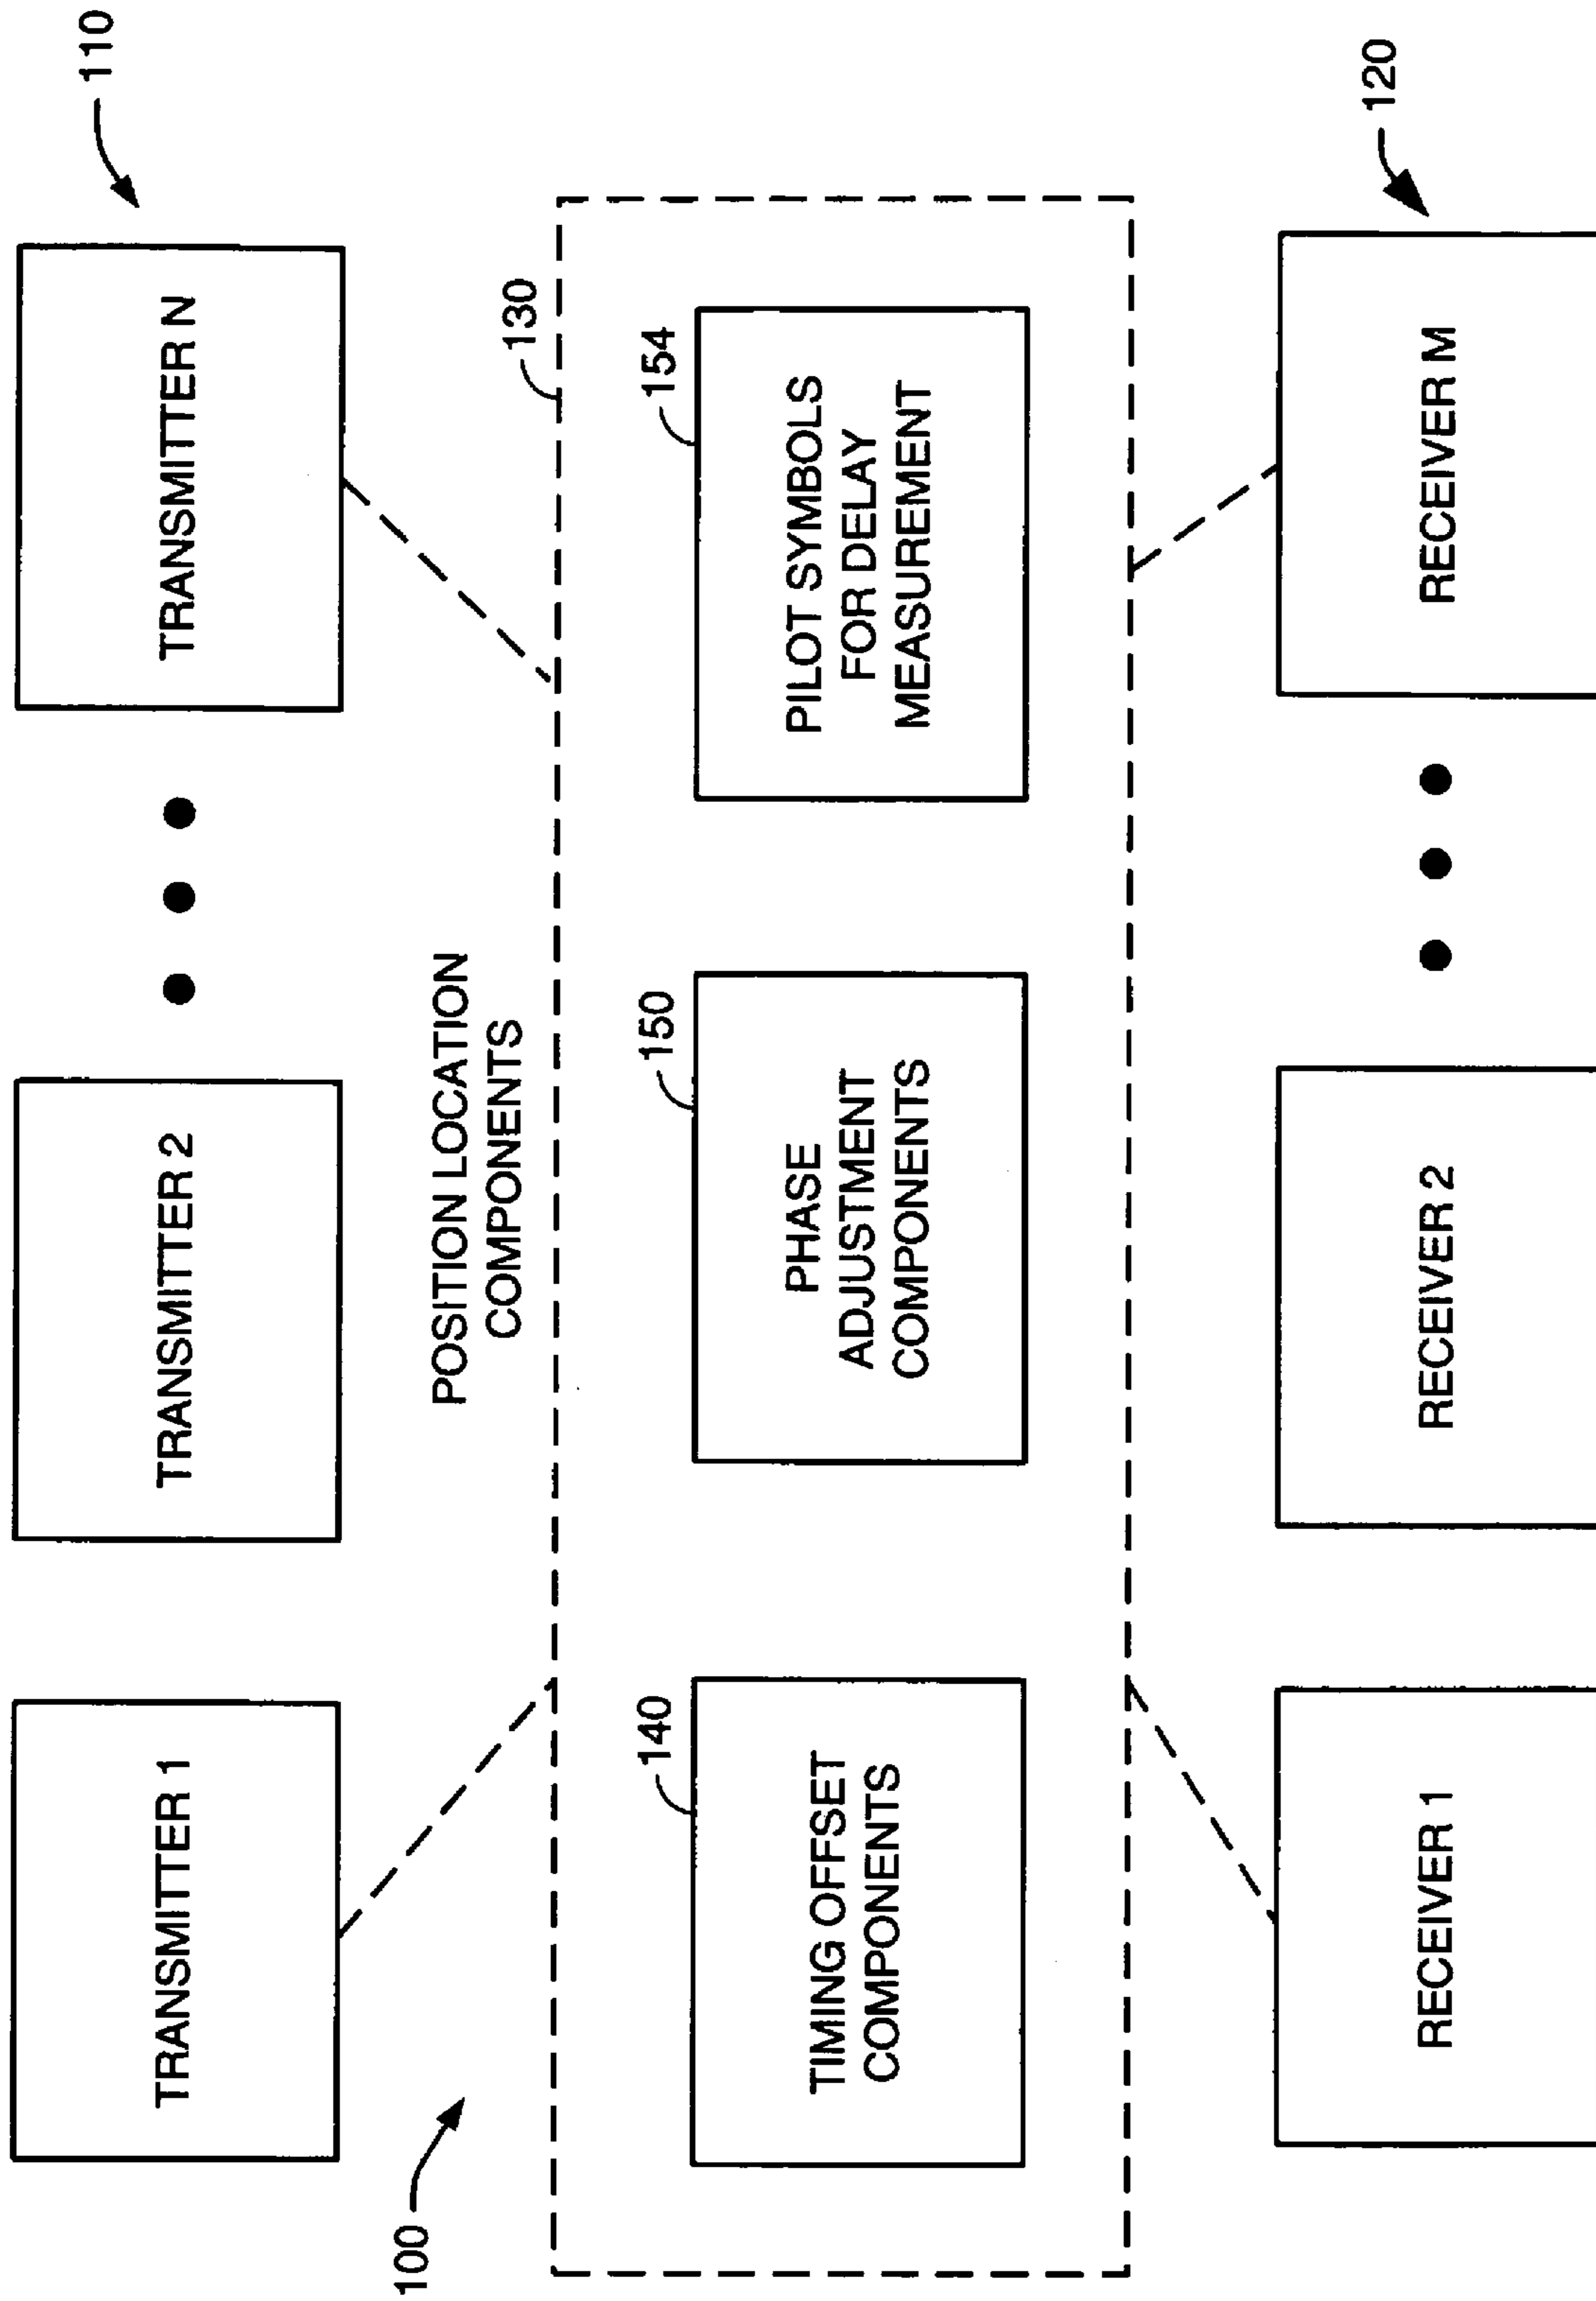 110
TRANSMITTER 1
TRANSMITTER 2
TRANSMITTER N
100
POSITION LOCATION
COMPONENTS
130
140
TIMING OFFSET
COMPONENTS
150
PHASE
ADJUSTMENT
COMPONENTS
154
PILOT SYMBOLS
FOR DELAY
MEASUREMENT
120
RECEIVER 1
RECEIVER 2
RECEIVER M